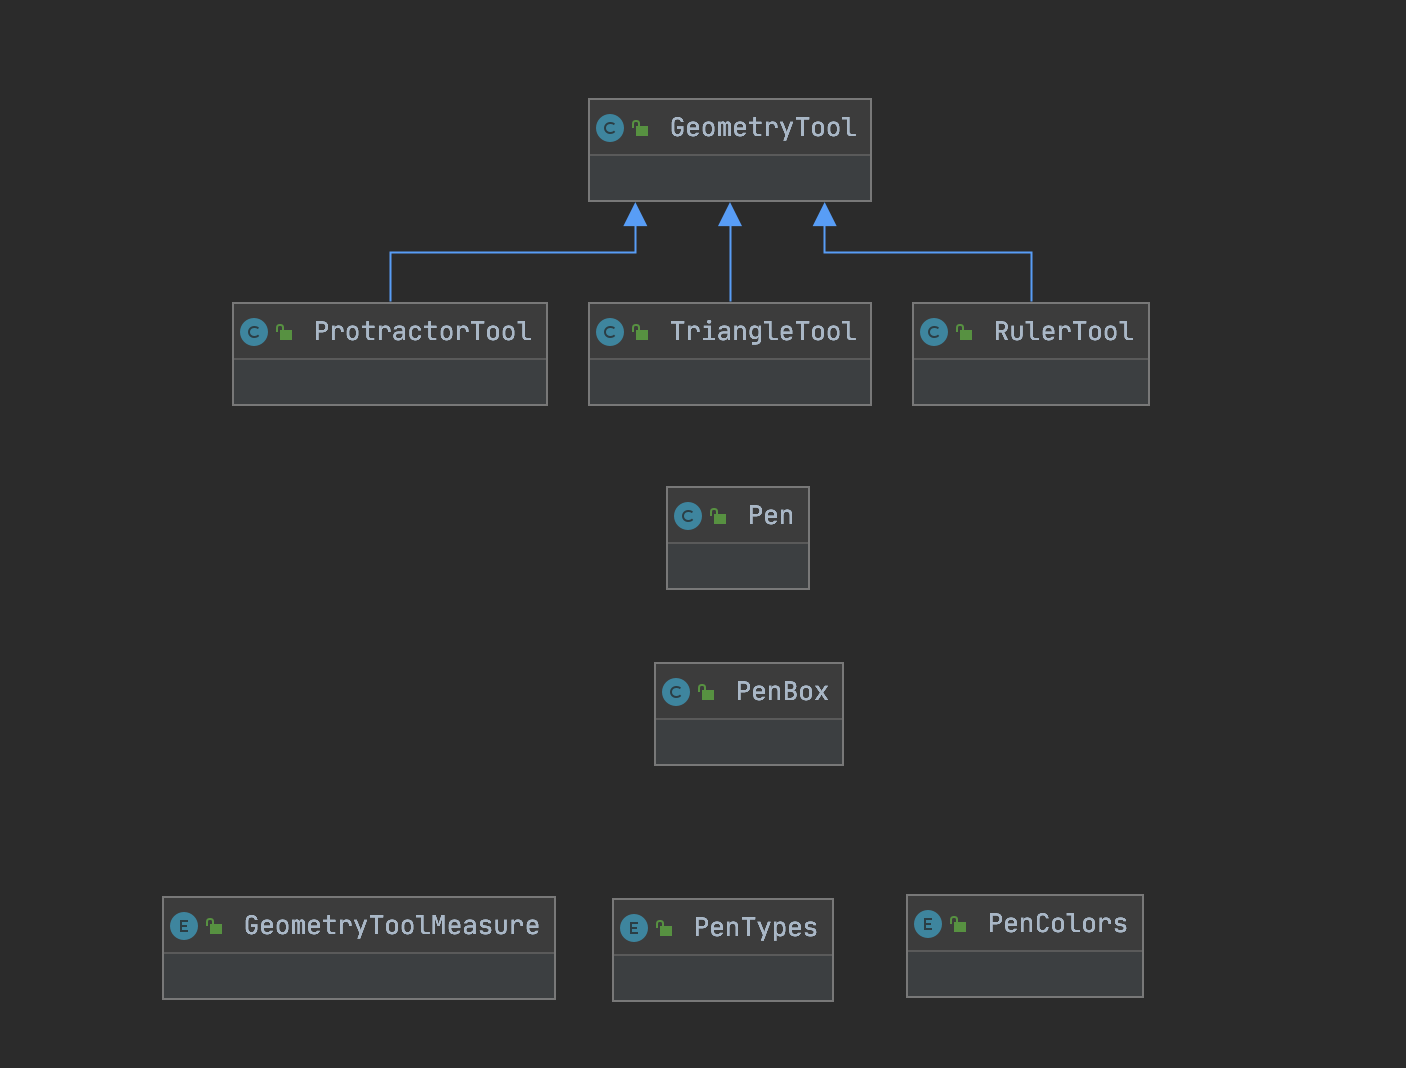 C GeometryTool
C ProtractorTool
C TriangleTool
C RulerTool
C Pen
C PenBox
E GeometryToolMeasure
E PenTypes
E PenColors